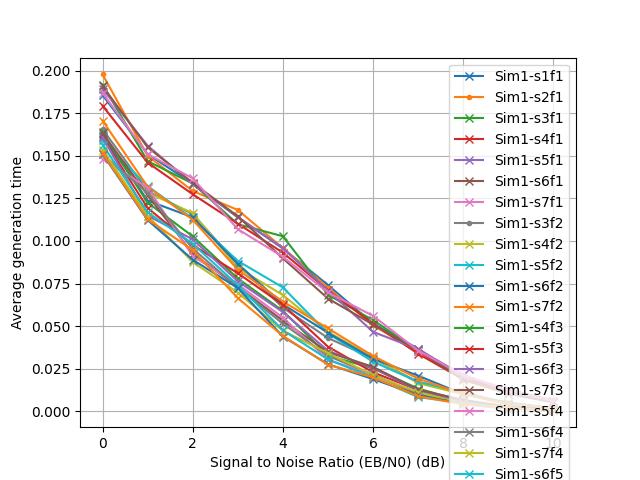 0.200
0.175
0.150
0.125
0.100
0.075
0.050
0.025
0.000
Average generation time
0
2
4
6
8
10
Signal to Noise Ratio (EB/N0) (dB)
Sim1-s1f1
Sim1-s2f1
Sim1-s3f1
Sim1-s4f1
Sim1-s5f1
Sim1-s6f1
Sim1-s7f1
Sim1-s3f2
Sim1-s4f2
Sim1-s5f2
Sim1-s6f2
Sim1-s7f2
Sim1-s4f3
Sim1-s5f3
Sim1-s6f3
Sim1-s7f3
Sim1-s5f4
Sim1-s6f4
Sim1-s7f4
Sim1-s6f5